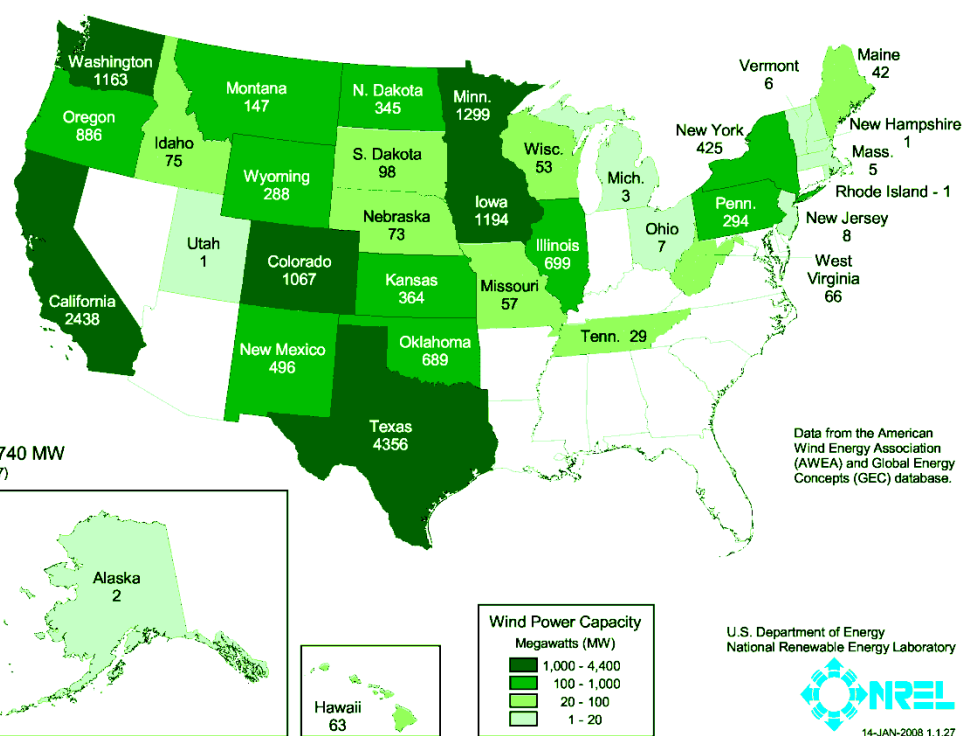 Washington
1163
Oregon
886
California
2438
Idaho
75
Montana
147
Wyoming
288
Utah
1
Colorado
1067
New Mexico
496
N. Dakota
345
S. Dakota
98
Nebraska
73
Kansas
364
Oklahoma
689
Texas
4356
Minn.
1299
Iowa
1194
Missouri
57
Wisc.
53
Illinois
699
Mich.
3
Ohio
7
Tenn. 29
New York
425
Penn.
294
Vermont
6
Maine
42
New Hampshire
1
Mass.
5
Rhode Island - 1
New Jersey
8
West
Virginia
66
740 MW
7)
Alaska
2
Hawaii
63
Wind Power Capacity
Megawatts (MW)
1,000 - 4,400
100 - 1,000
20 - 100
1 - 20
Data from the American
Wind Energy Association
(AWEA) and Global Energy
Concepts (GEC) database.
U.S. Department of Energy
National Renewable Energy Laboratory
NREL
14-JAN-2008 1.1.27